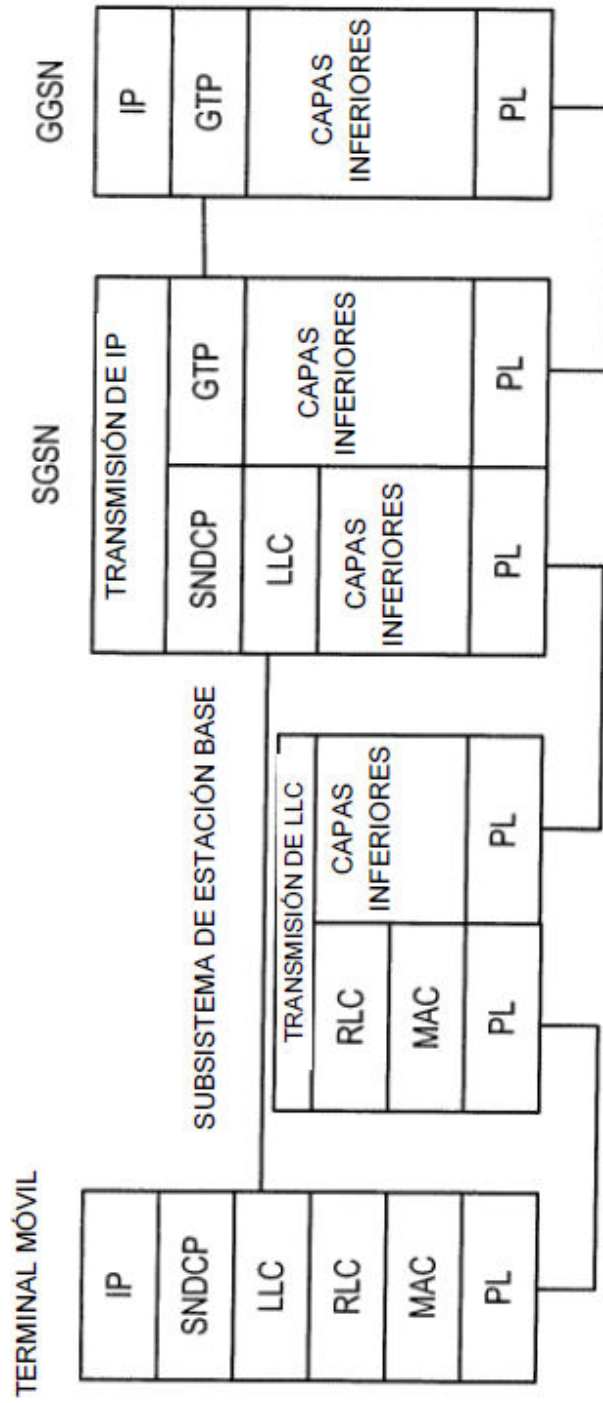 TERMINAL MÓVIL
IP
SNDCP
LLC
RLC
MAC
PL
SUBSISTEMA DE ESTACIÓN BASE
TRANSMISIÓN DE LLC
RLC
MAC
PL
CAPAS
INFERIORES
PL
SGSN
TRANSMISIÓN DE IP
SNDCP
LLC
CAPAS
INFERIORES
PL
GTP
CAPAS
INFERIORES
PL
GGSN
IP
GTP
CAPAS
INFERIORES
PL